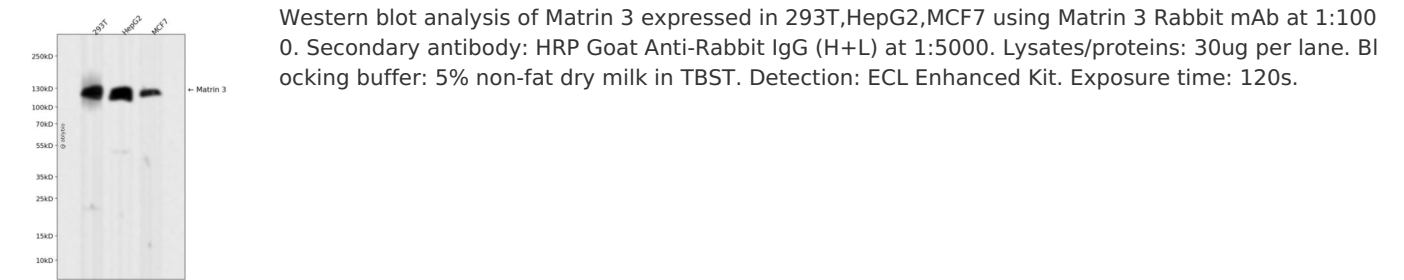 293T HepG2 MCF7
Western blot analysis of Matrin 3 expressed in 293T,HepG2,MCF7 using Matrin 3 Rabbit mAb at 1:100
0. Secondary antibody: HRP Goat Anti-Rabbit IgG (H+L) at 1:5000. Lysates/proteins: 30ug per lane. Bl
ocking buffer: 5% non-fat dry milk in TBST. Detection: ECL Enhanced Kit. Exposure time: 120s.
250kD
130kD
← Matrin 3
100kD
70kD
55kD
35kD
25kD
15kD
10kD